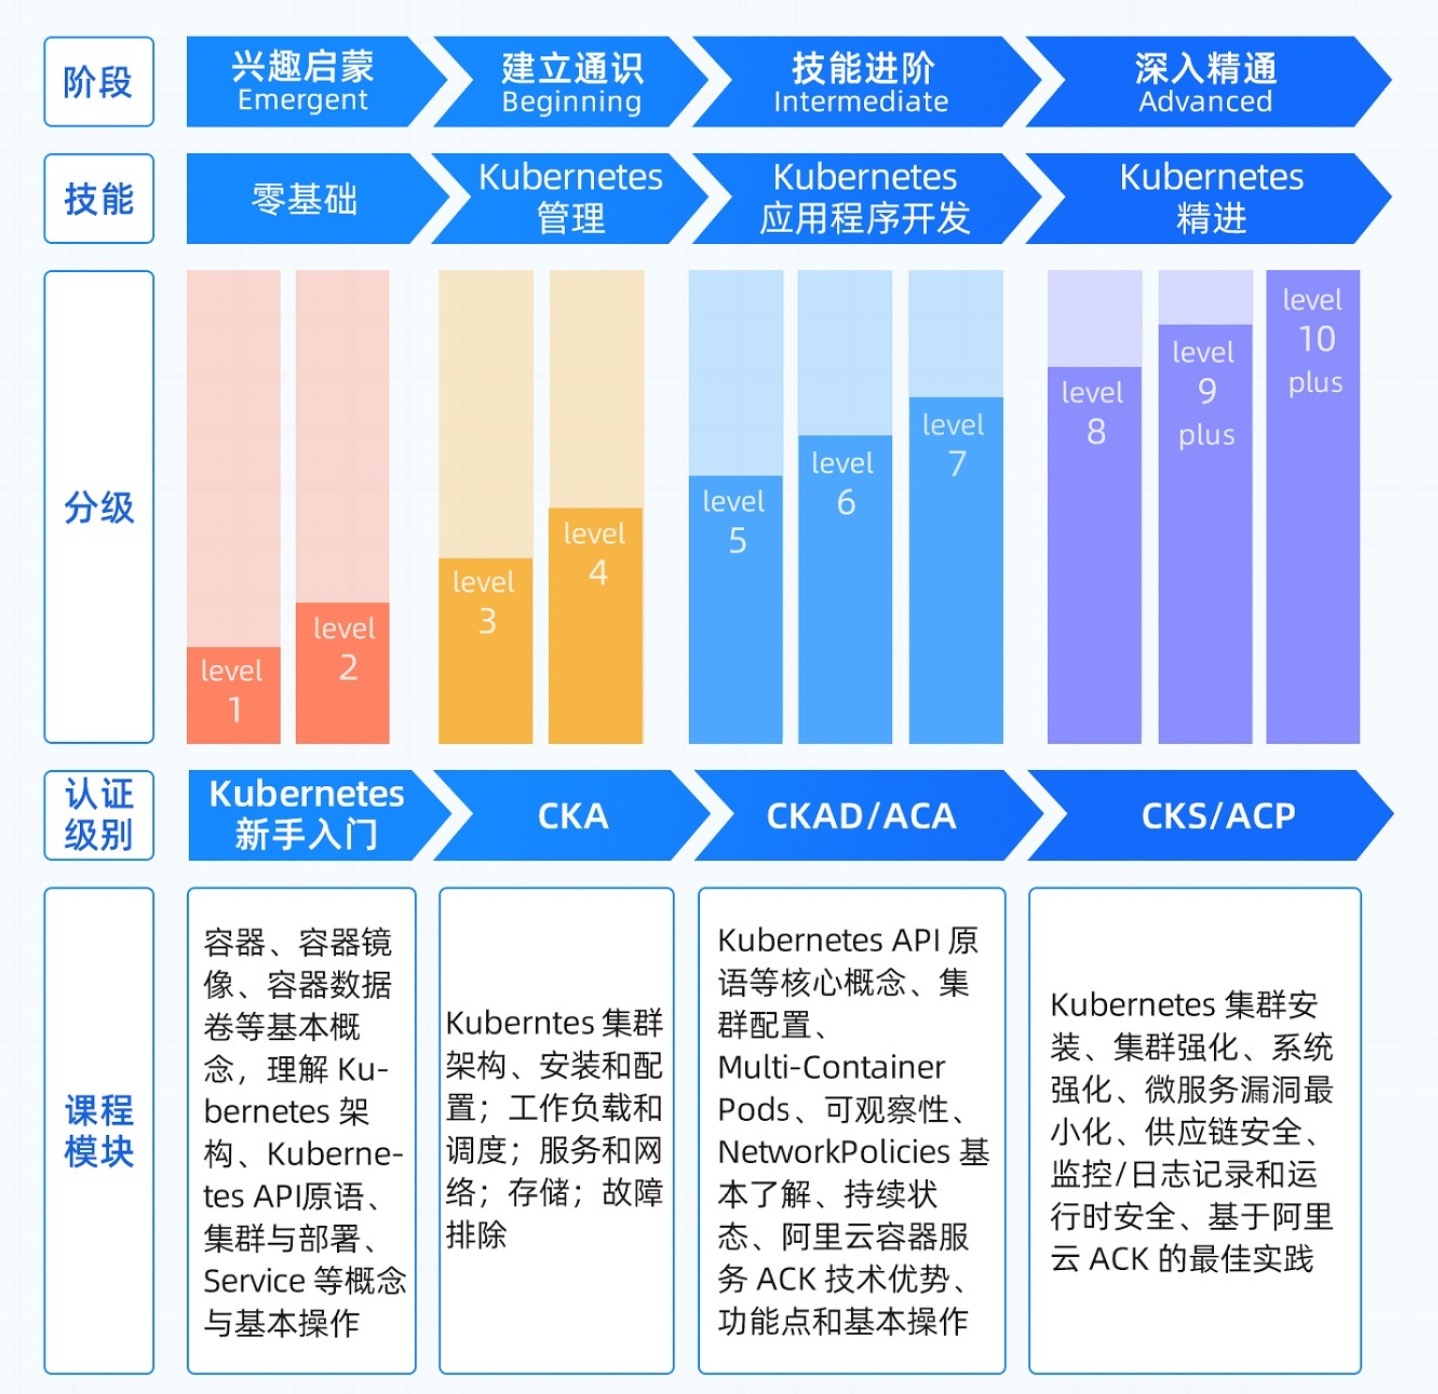 阶段
兴趣启蒙
Emergent
建立通识
Beginning
技能进阶
Intermediate
深入精通
Advanced
技能
零基础
Kubernetes
管理
Kubernetes
应用程序开发
Kubernetes
精进
分级
level
1
level
2
level
3
level
4
level
5
level
6
level
7
level
8
level
9
plus
level
10
plus
认证
级别
Kubernetes
新手入门
CKA
CKAD/ACA
CKS/ACP
课程
模块
容器、容器镜
像、容器数据
卷等基本概
念，理解 Ku-
bernetes 架
构、Kuberne-
tes API原语、
集群与部署、
Service 等概念
与基本操作
Kuberntes 集群
架构、安装和配
置；工作负载和
调度；服务和网
络；存储；故障
排除
Kubernetes API 原
语等核心概念、集
群配置、
Multi-Container
Pods、可观察性、
NetworkPolicies 基
本了解、持续状
态、阿里云容器服
务 ACK 技术优势、
功能点和基本操作
Kubernetes 集群安
装、集群强化、系统
强化、微服务漏洞最
小化、供应链安全、
监控/日志记录和运
行时安全、基于阿里
云 ACK 的最佳实践